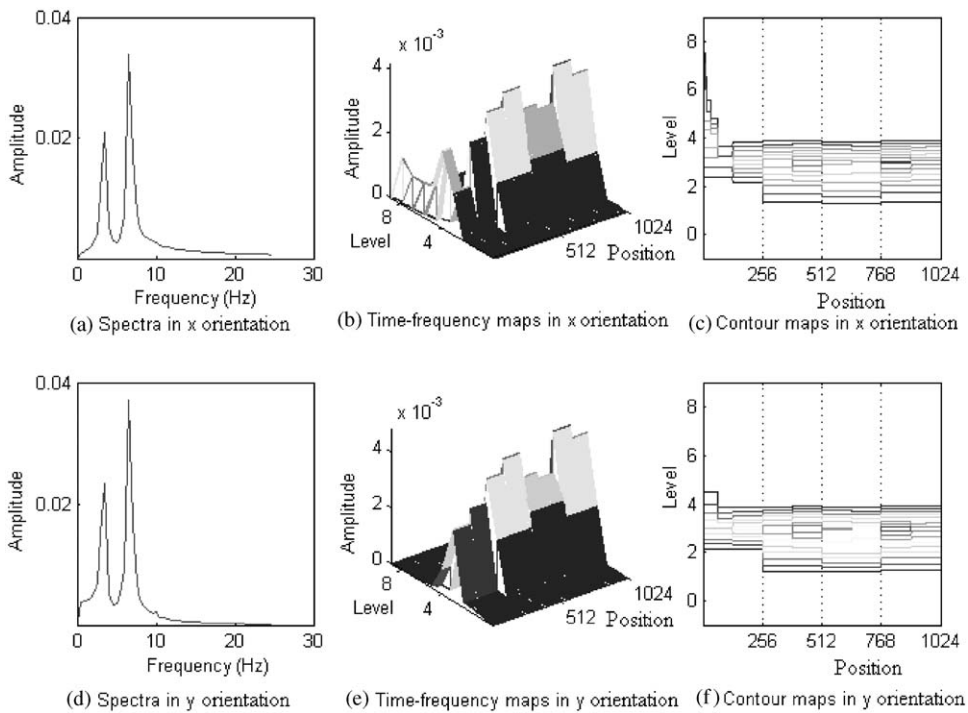 0.04
0.02
Amplitude
0 10 20 30
Frequency (Hz)
(a) Spectra in x orientation
x 10 -3
4
2
0
Amplitude
8
4
Level
512
1024
Position
(b) Time-frequency maps in x orientation
8
6
4
2
0
Level
256 512 768 1024
Position
(c) Contour maps in x orientation
0.04
0.02
Amplitude
0 10 20 30
Frequency (Hz)
(d) Spectra in y orientation
x 10 -3
4
2
0
Amplitude
8
4
Level
512
1024
Position
(e) Time-frequency maps in y orientation
8
6
4
2
0
Level
256 512 768 1024
Position
(f) Contour maps in y orientation